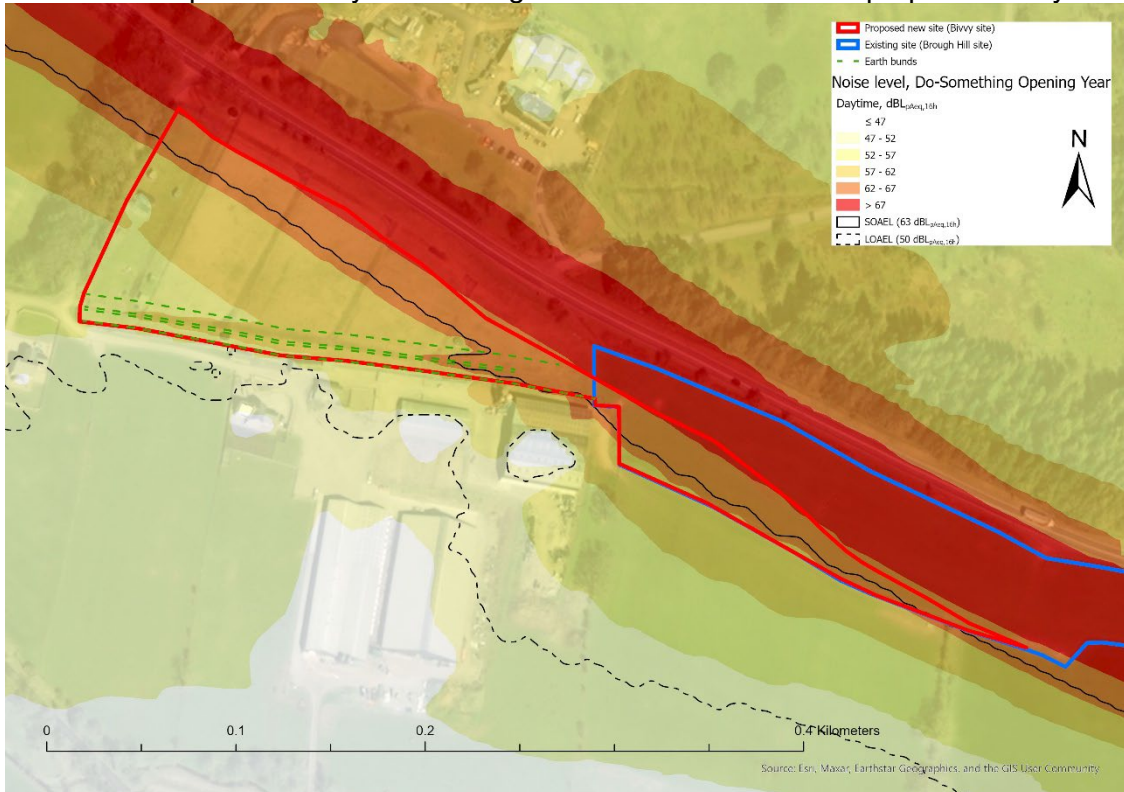 Proposed new site (Bivvy site)
Existing site (Brough Hill site)
Earth bunds
Noise level, Do-Something Opening Year
Daytime, dBLpAeq,16h
≤ 47
47 - 52
52 - 57
57 - 62
62 - 67
> 67
SOAEL (63 dBLpAeq,16h)
LOAEL (50 dBLpAeq,16h)
N
0
0.1
0.2
0.4 Kilometers
Source: Esri, Maxar, Earthstar Geographics, and the GIS User Community